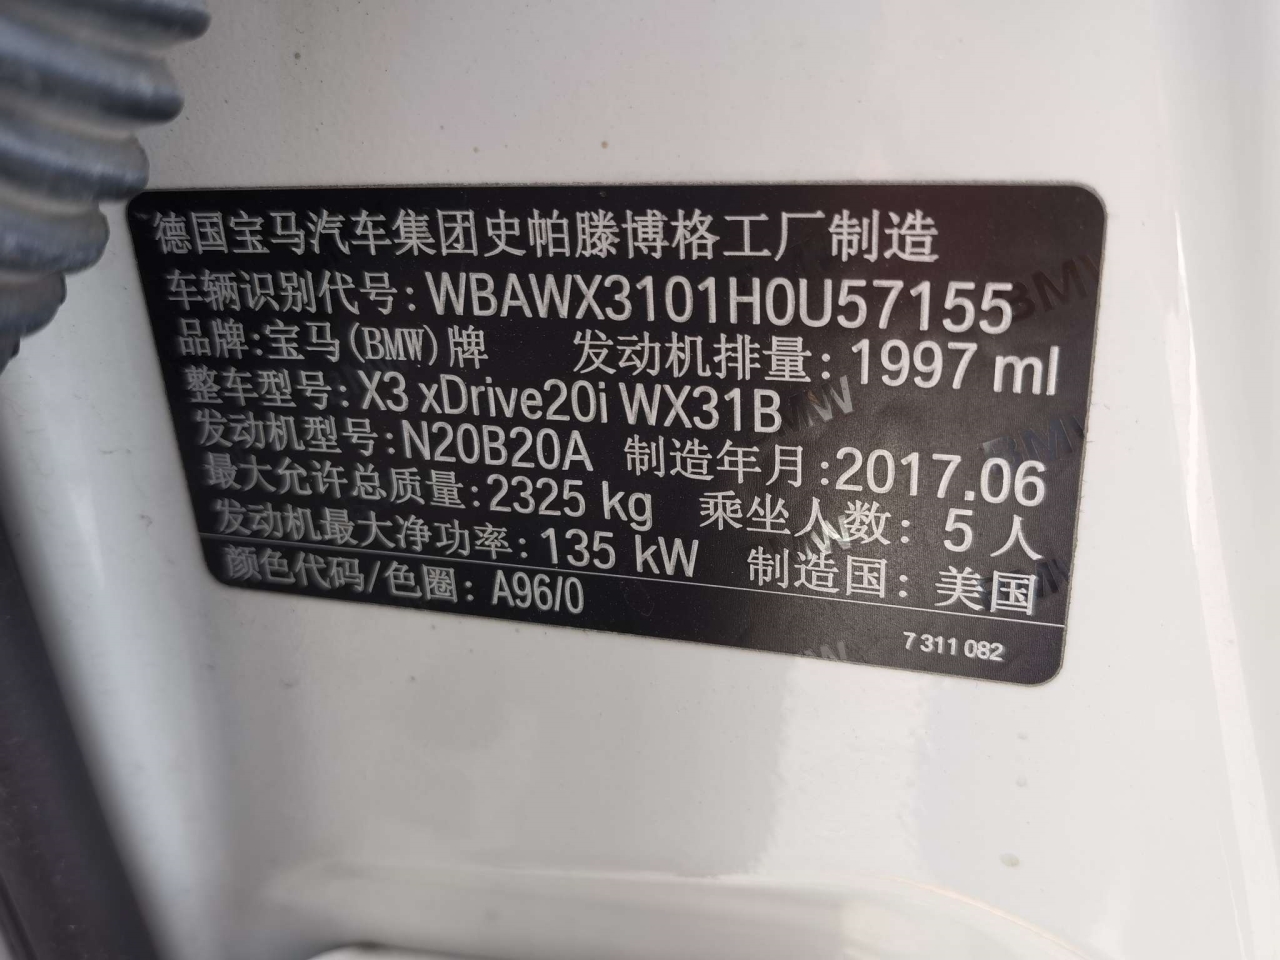 德国宝马汽车集团史帕滕博格工厂制造
车辆识别代号: WBAWX3101H0U57155
品牌:宝马(BMW)牌 发动机排量: 1997 ml
整车型号: X3 xDrive20i WX31B
发动机型号: N20B20A 制造年月:2017.06
最大允许总质量: 2325 kg 乘坐人数: 5 人
发动机最大净功率: 135 kW 制造国: 美国
颜色代码/色圈: A96/0
7 311 082